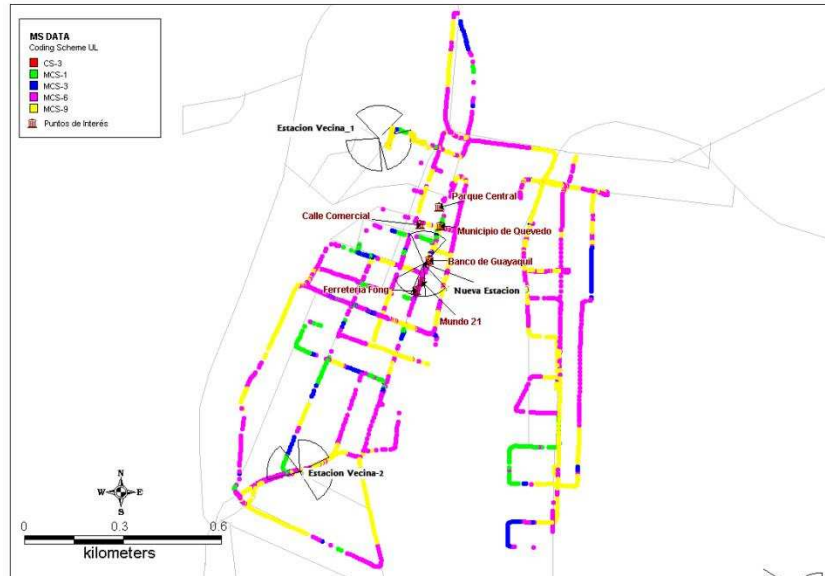 MS DATA
Coding Scheme UL
CS-3
MCS-1
MCS-3
MCS-6
MCS-9
Puntos de Interés
Estacion Vecina_1
Parque Central
Calle Comercial
Municipio de Quevedo
Banco de Guayaquil
Ferretería Fong
Nueva Estacion
Mundo 21
Estacion Vecina-2
N
W E
S
0 0.3 0.6
kilometers